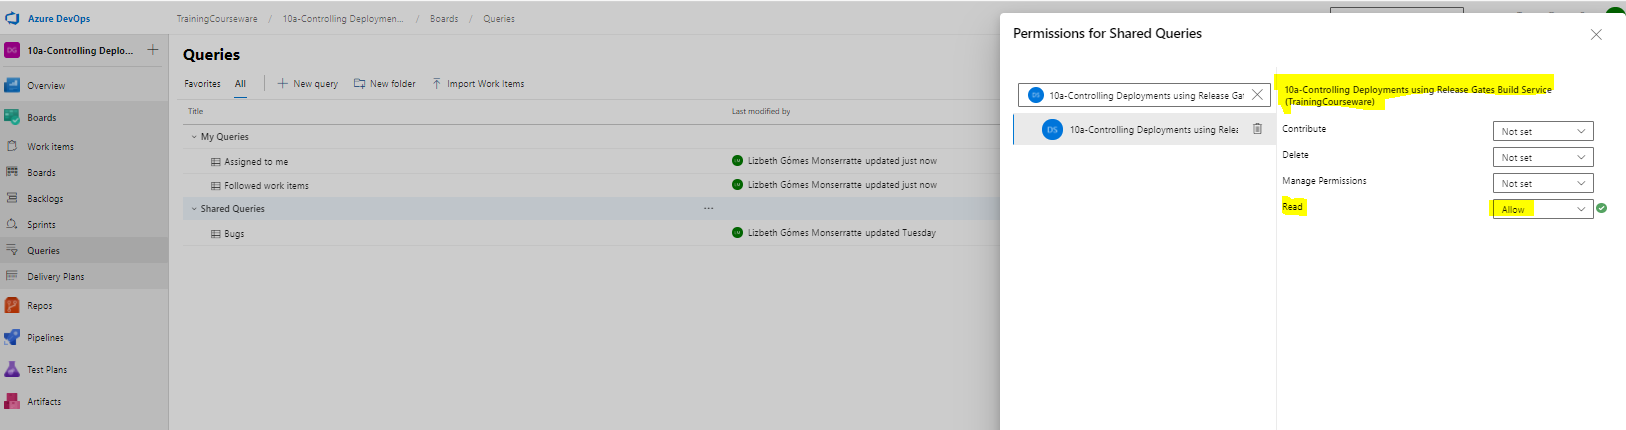 Azure DevOps
TrainingCourseware / 10a-Controlling Deploymen... / Boards / Queries
DG 10a-Controlling Deplo... +
Overview
Boards
Work items
Boards
Backlogs
Sprints
Queries
Delivery Plans
Repos
Pipelines
Test Plans
Artifacts
Queries
Favorites All + New query New folder Import Work Items
Title Last modified by
My Queries
Assigned to me Lizbeth Gómes Monserratte updated just now
Followed work items Lizbeth Gómes Monserratte updated just now
Shared Queries ...
Bugs Lizbeth Gómes Monserratte updated Tuesday
Permissions for Shared Queries
DS 10a-Controlling Deployments using Release Gat
DS 10a-Controlling Deployments using Relea
10a-Controlling Deployments using Release Gates Build Service
(TrainingCourseware)
Contribute Not set
Delete Not set
Manage Permissions Not set
Read Allow